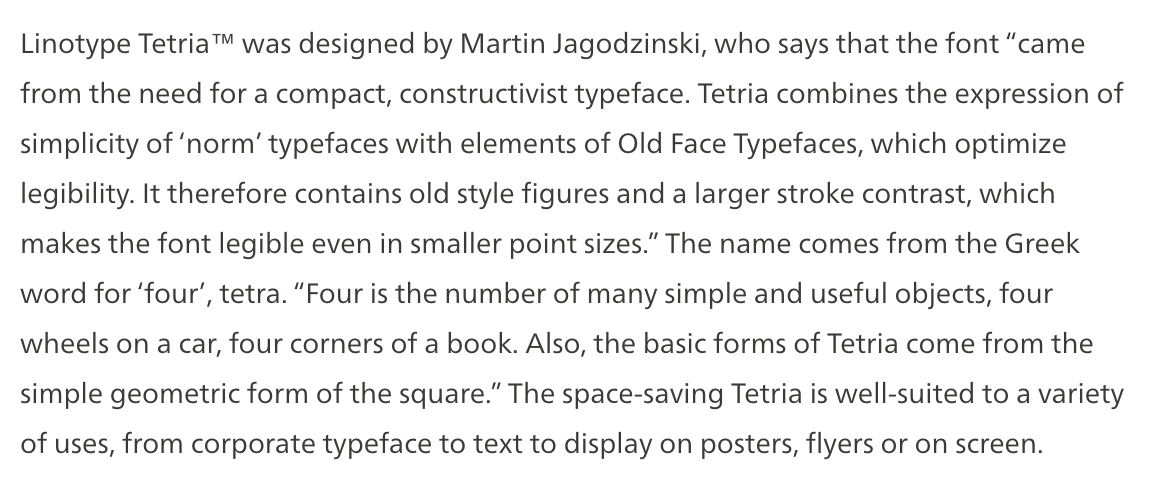 Linotype Tetria™ was designed by Martin Jagodzinski, who says that the font “came
from the need for a compact, constructivist typeface. Tetria combines the expression of
simplicity of ‘norm’ typefaces with elements of Old Face Typefaces, which optimize
legibility. It therefore contains old style figures and a larger stroke contrast, which
makes the font legible even in smaller point sizes.” The name comes from the Greek
word for ‘four’, tetra. “Four is the number of many simple and useful objects, four
wheels on a car, four corners of a book. Also, the basic forms of Tetria come from the
simple geometric form of the square.” The space-saving Tetria is well-suited to a variety
of uses, from corporate typeface to text to display on posters, flyers or on screen.